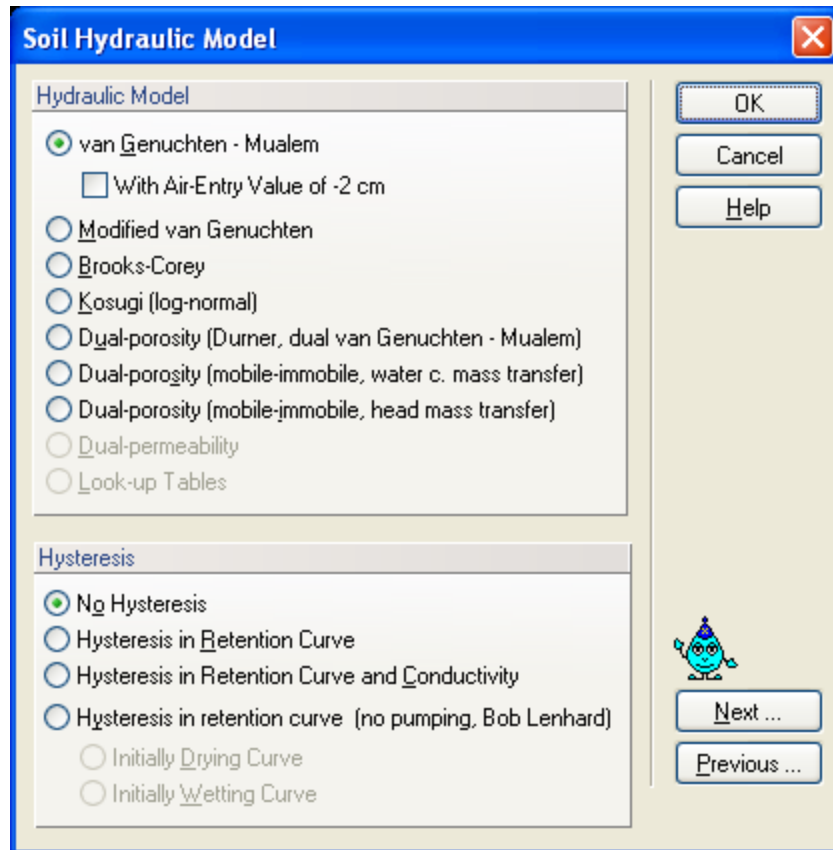 Soil Hydraulic Model
Hydraulic Model
van Genuchten - Mualem
With Air-Entry Value of -2 cm
Modified van Genuchten
Brooks-Corey
Kosugi (log-normal)
Dual-porosity (Durner, dual van Genuchten - Mualem)
Dual-porosity (mobile-immobile, water c. mass transfer)
Dual-porosity (mobile-immobile, head mass transfer)
Dual-permeability
Look-up Tables
Hysteresis
No Hysteresis
Hysteresis in Retention Curve
Hysteresis in Retention Curve and Conductivity
Hysteresis in retention curve (no pumping, Bob Lenhard)
Initially Drying Curve
Initially Wetting Curve
OK
Cancel
Help
Next ...
Previous ...